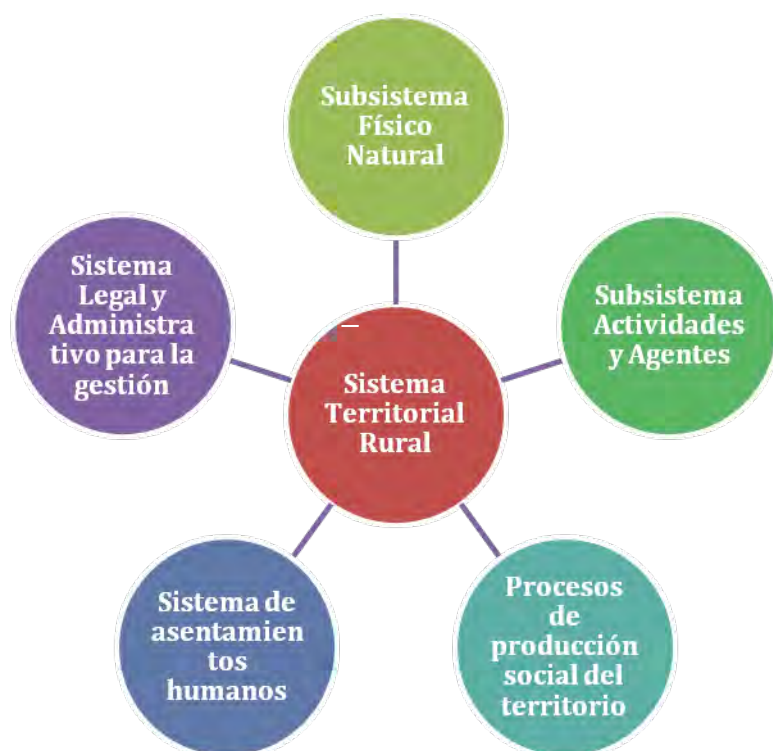 Subsistema
Físico
Natural
Sistema
Legal y
Administra
tivo para la
gestión
Subsistema
Actividades
y Agentes
Sistema
Territorial
Rural
Sistema de
asentamien
tos
humanos
Procesos
de
producción
social del
territorio